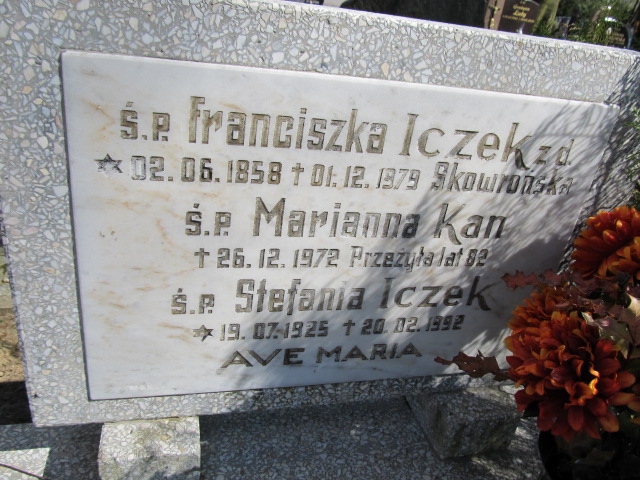 Ś.P. Franciszka Iczek z d.
02.06.1858 + 01.12.1979 Skowrońska
Ś.P. Marianna Kan
+ 26.12.1972 Przeżyła lat 82
Ś.P. Stefania Iczek
19.07.1925 + 20.02.1992
AVE MARIA